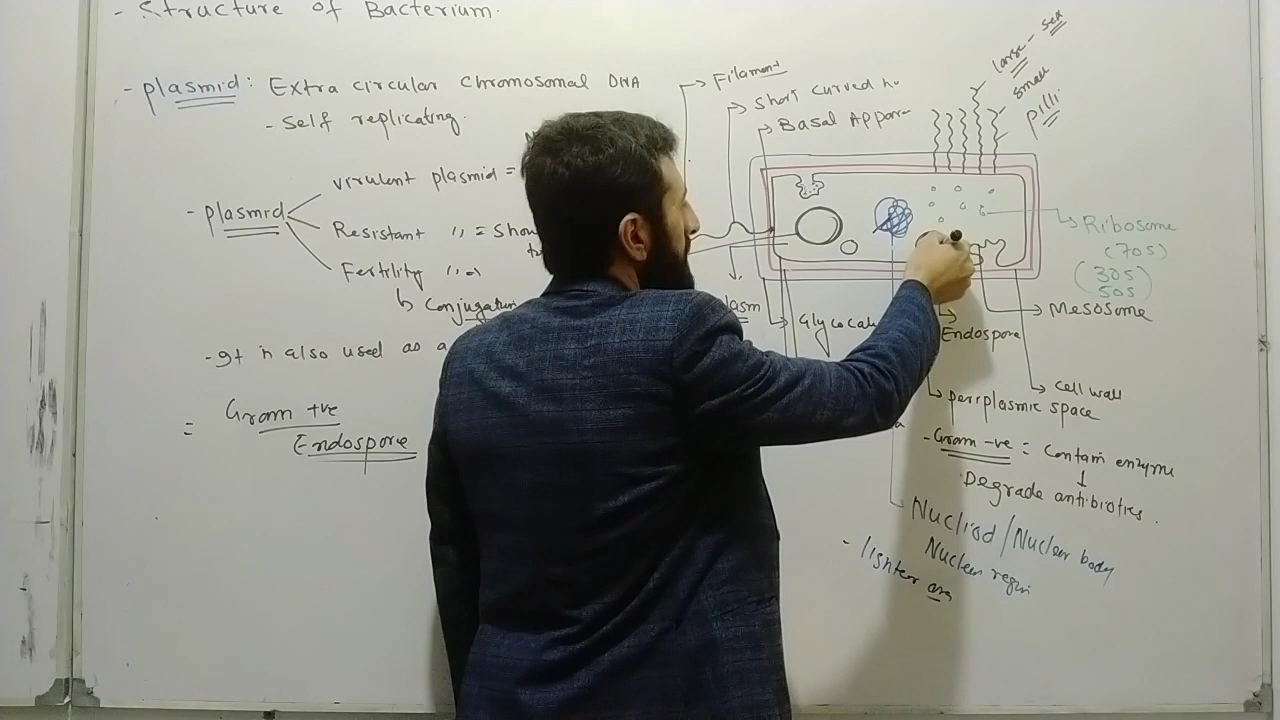 - Structure of Bacterium.
- plasmid: Extra circular chromosomal DNA
- self replicating.
- plasmid
virulent plasmid =
Resistant ,, = Show
Fertility ,, =
Conjugation
- It is also used as a
= Gram +ve
Endospore
Filament
Short curved
Basal Appar
large - sex
small
pilli
Ribosome
(70s)
(30s
50s)
Mesosome
Glycocal
Endospore
cell wall
periplasmic space
- Gram -ve = contain enzyme
Degrade antibiotics.
Nucliod / Nuclear body
Nuclear
- lighter area